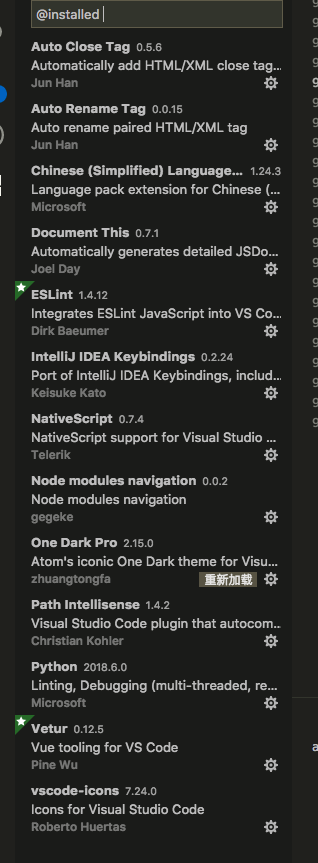 @installed
Auto Close Tag 0.5.6
Automatically add HTML/XML close tag...
Jun Han
Auto Rename Tag 0.0.15
Auto rename paired HTML/XML tag
Jun Han
Chinese (Simplified) Language... 1.24.3
Language pack extension for Chinese (...
Microsoft
Document This 0.7.1
Automatically generates detailed JSDo...
Joel Day
ESLint 1.4.12
Integrates ESLint JavaScript into VS Co...
Dirk Baeumer
IntelliJ IDEA Keybindings 0.2.24
Port of IntelliJ IDEA Keybindings, includ...
Keisuke Kato
NativeScript 0.7.4
NativeScript support for Visual Studio ...
Telerik
Node modules navigation 0.0.2
Node modules navigation
gegeke
One Dark Pro 2.15.0
Atom's iconic One Dark theme for Visu...
zhuangtongfa 重新加载
Path Intellisense 1.4.2
Visual Studio Code plugin that autocom...
Christian Kohler
Python 2018.6.0
Linting, Debugging (multi-threaded, re...
Microsoft
Vetur 0.12.5
Vue tooling for VS Code
Pine Wu
vscode-icons 7.24.0
Icons for Visual Studio Code
Roberto Huertas